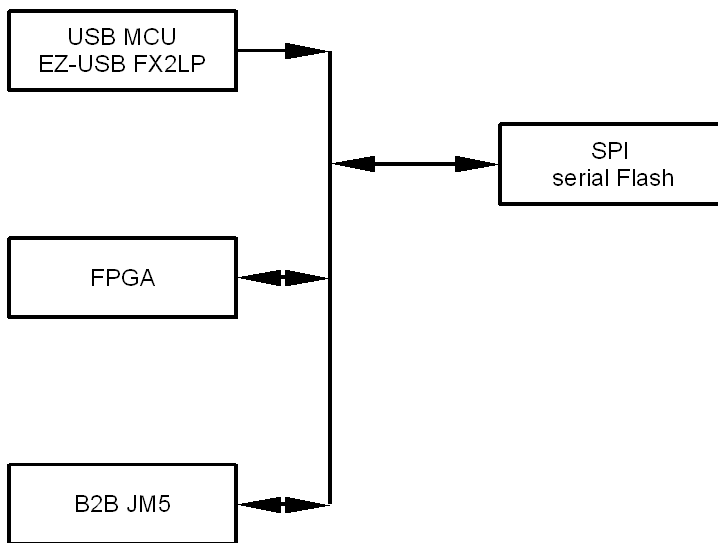 USB MCU
EZ-USB FX2LP
SPI
serial Flash
FPGA
B2B JM5